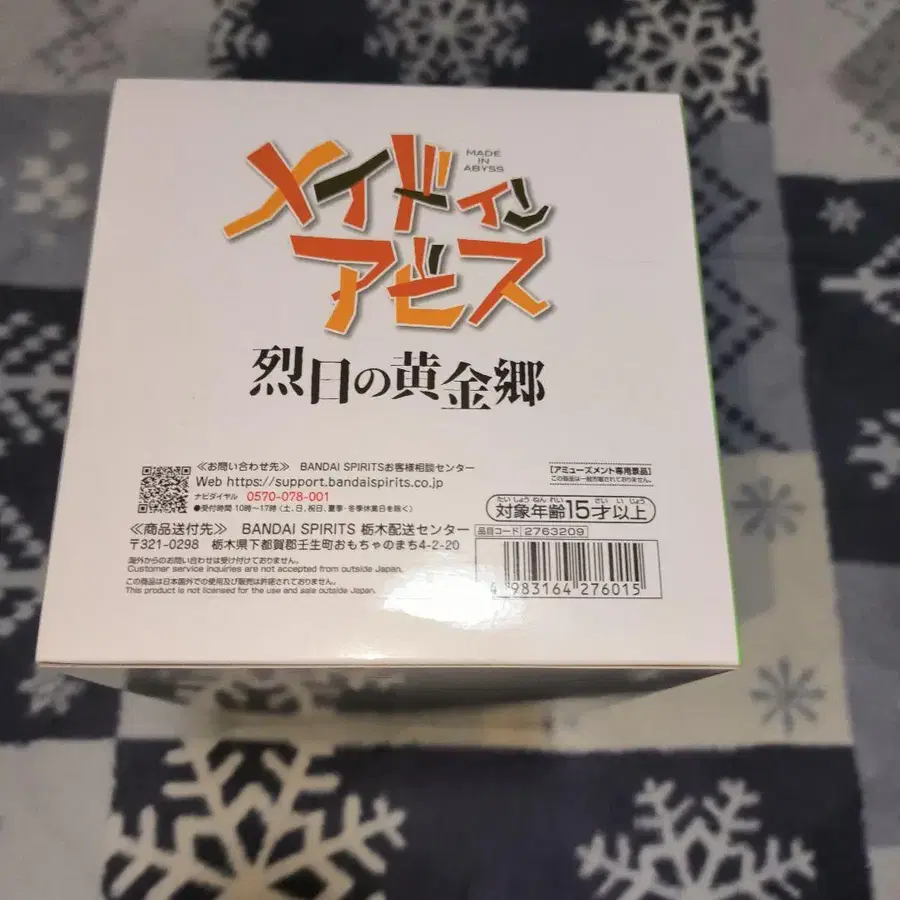 メイドイン
MADE
IN
ABYSS
アビス
烈日の黄金郷
≪お問い合わせ先≫ BANDAI SPIRITSお客様相談センター
Web https://support.bandaispirits.co.jp
ナビダイヤル 0570-078-001
●受付時間 10時〜17時(土、日、祝日、夏季・冬季休業日を除く)
≪商品送付先≫ BANDAI SPIRITS 栃木配送センター
〒321-0298 栃木県下都賀郡壬生町おもちゃのまち4-2-20
海外からのお問い合わせは受け付けておりません。
Customer service inquiries are not accepted from outside Japan.
この商品は日本国外での使用及び販売は許諾されておりません。
This product is not licensed for the use and sale outside Japan.
【アミューズメント専用景品】
この商品は一般市販されておりません。
たいしょうねんれい さい いじょう
対象年齢15才以上
品目コード 2763209
4 983164 276015